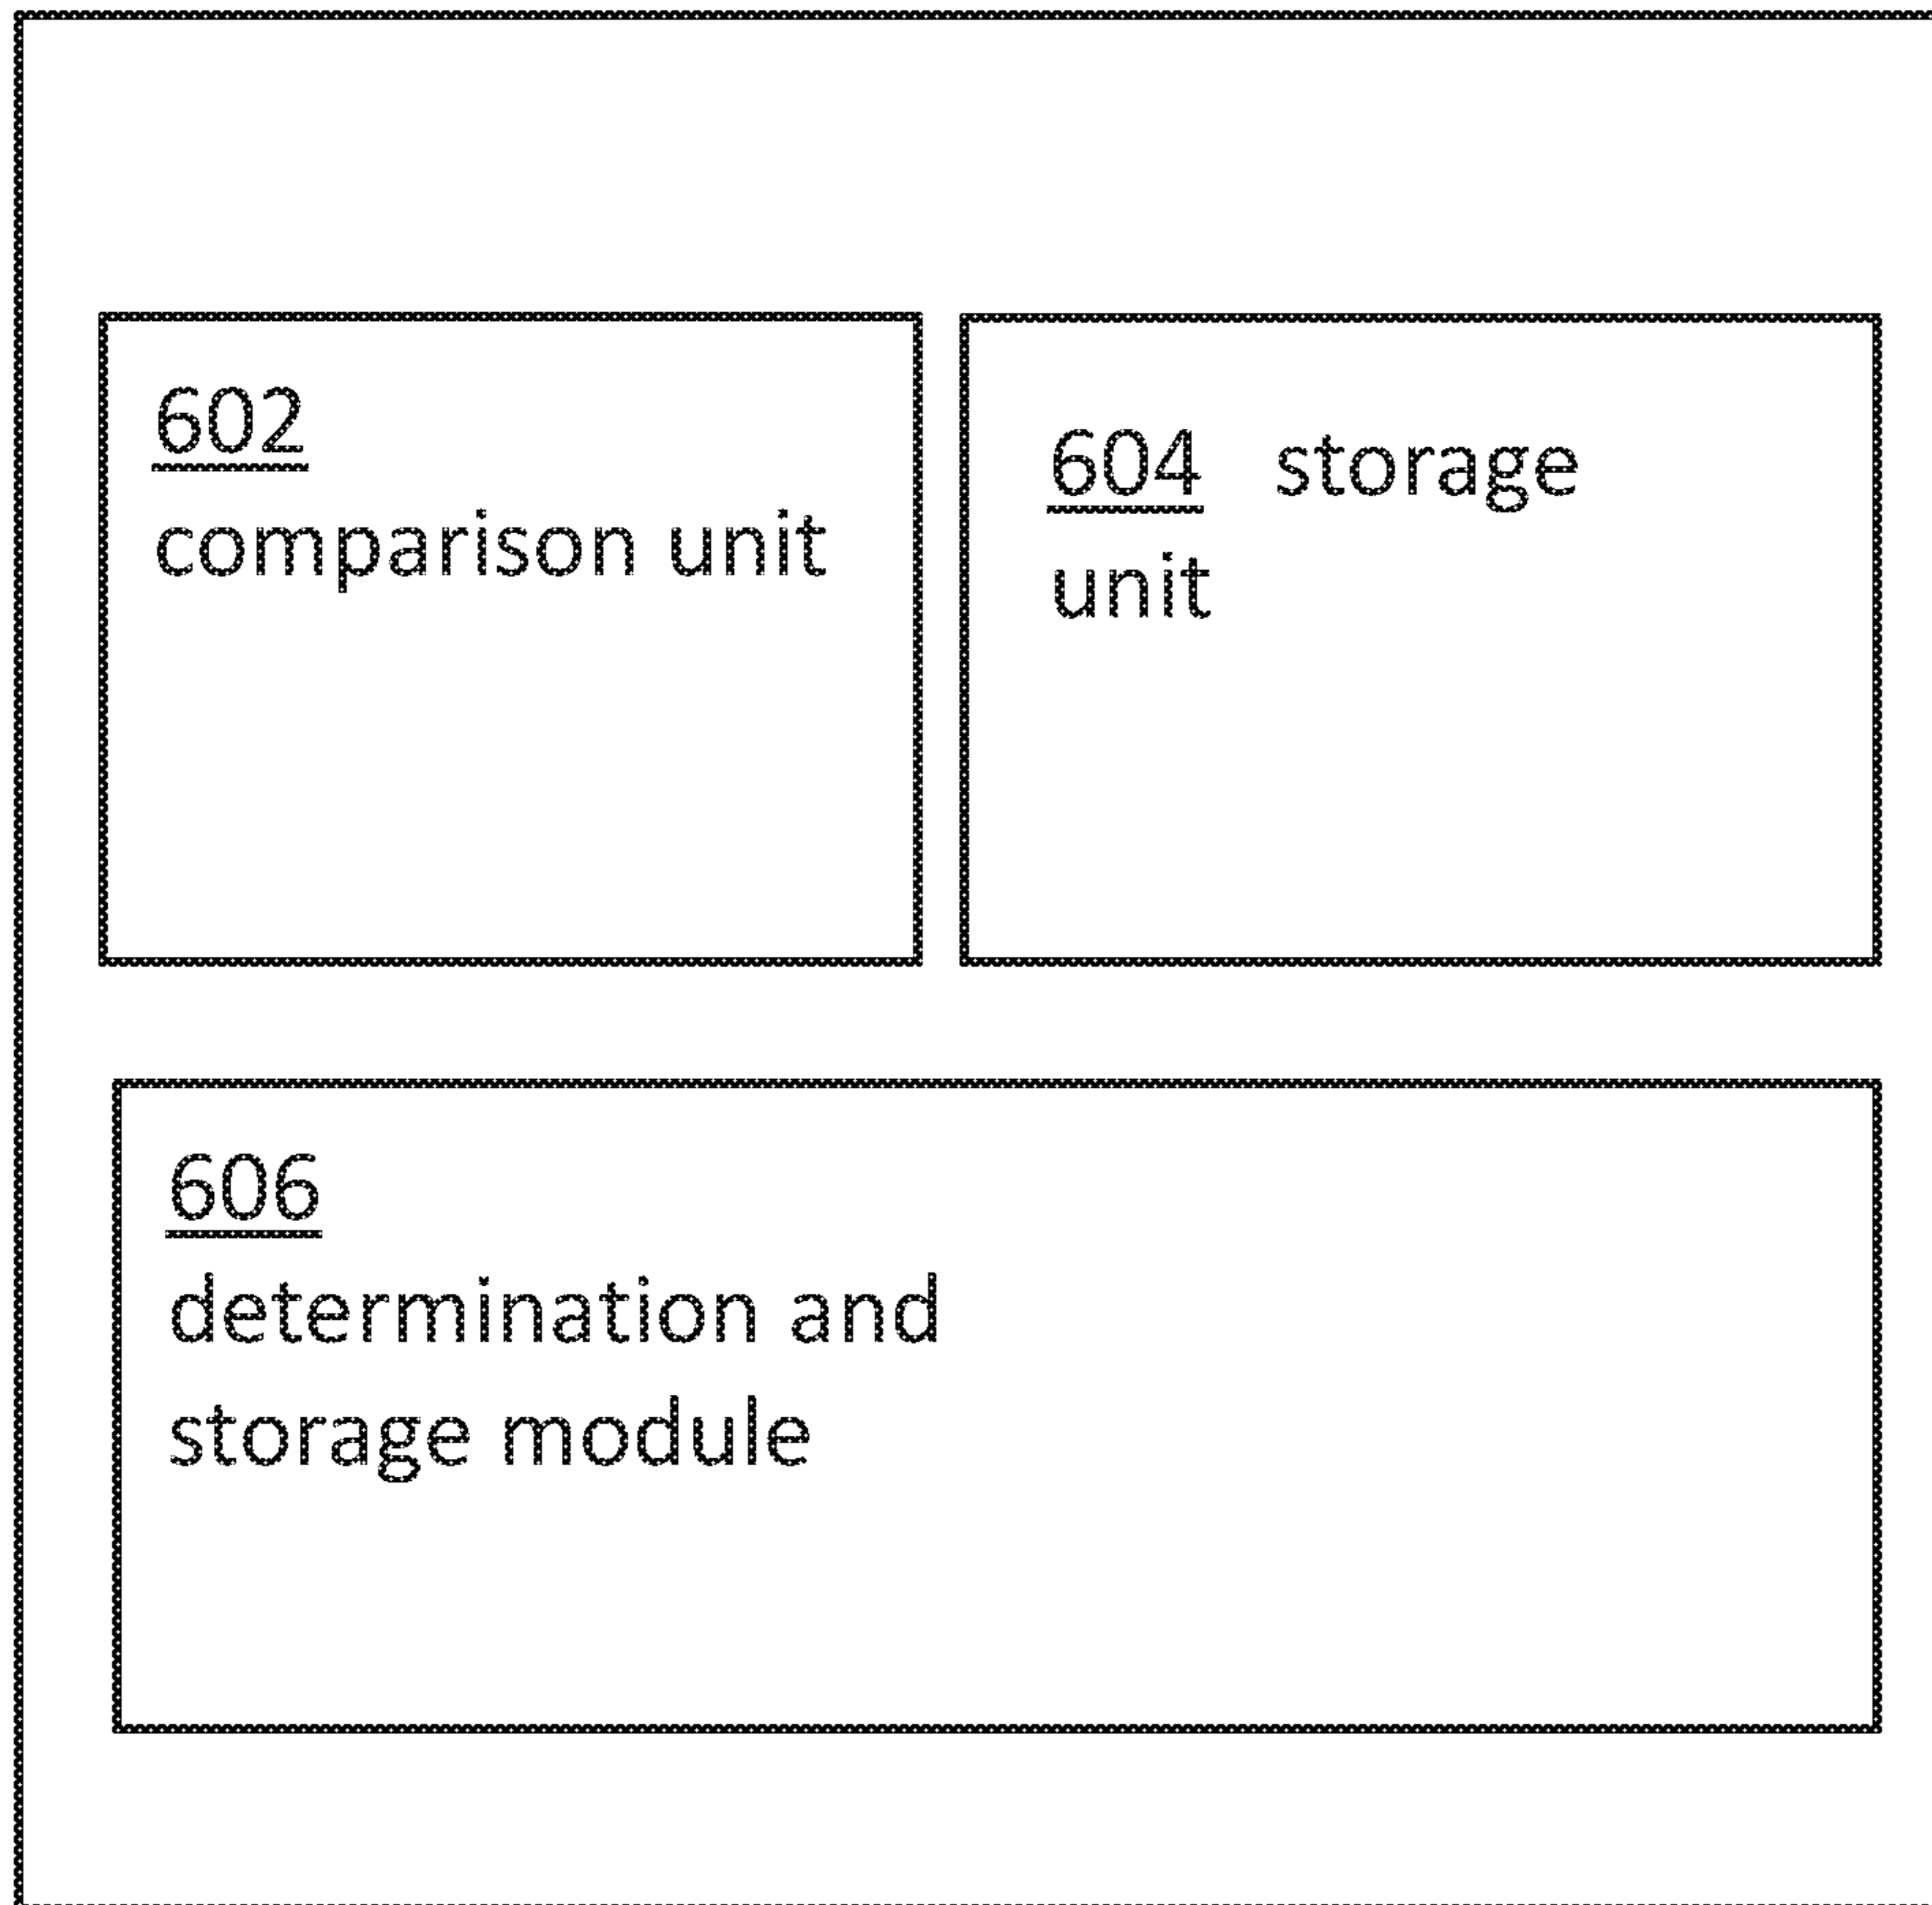 602
comparison unit
604 storage
unit
606
determination and
storage module